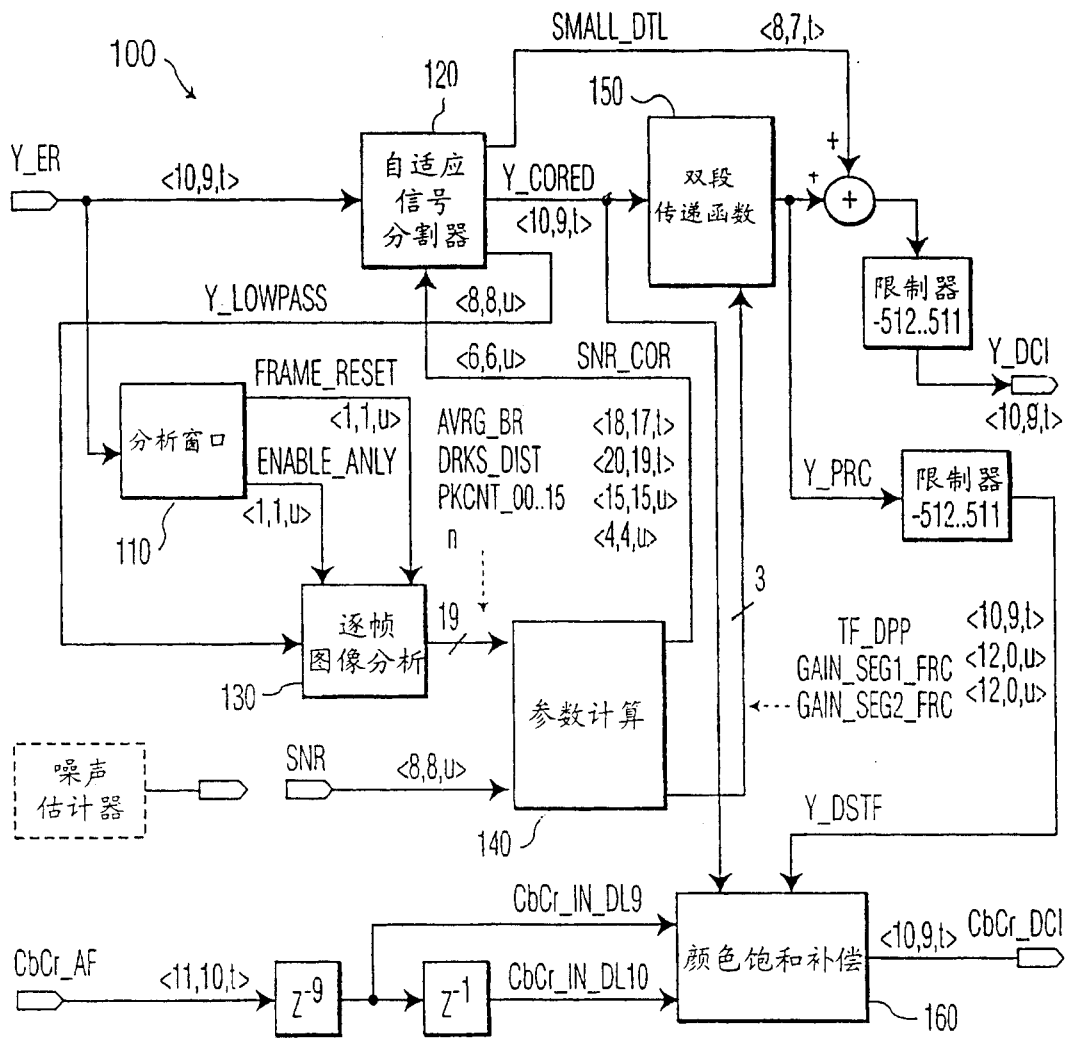 SMALL_DTL <8,7,t>
100
120
150
Y_ER
<10,9,t>
自适应
信号
分割器
Y_CORED
<10,9,t>
双段
传递函数
+
+
+
限制器
-512..511
Y_LOWPASS
<8,8,u>
<6,6,u>
SNR_COR
Y_DCI
<10,9,t>
FRAME_RESET
<1,1,u>
分析窗口
ENABLE_ANLY
<1,1,u>
110
AVRG_BR <18,17,t>
DRKS_DIST <20,19,t>
PKCNT_00..15 <15,15,u>
n <4,4,u>
Y_PRC
限制器
-512..511
逐帧
图像分析
130
19
3
参数计算
140
TF_DPP <10,9,t>
GAIN_SEG1_FRC <12,0,u>
GAIN_SEG2_FRC <12,0,u>
噪声
估计器
SNR
<8,8,u>
Y_DSTF
CbCr_IN_DL9
CbCr_AF
<11,10,t>
Z-9
Z-1
CbCr_IN_DL10
颜色饱和补偿
160
<10,9,t>
CbCr_DCI